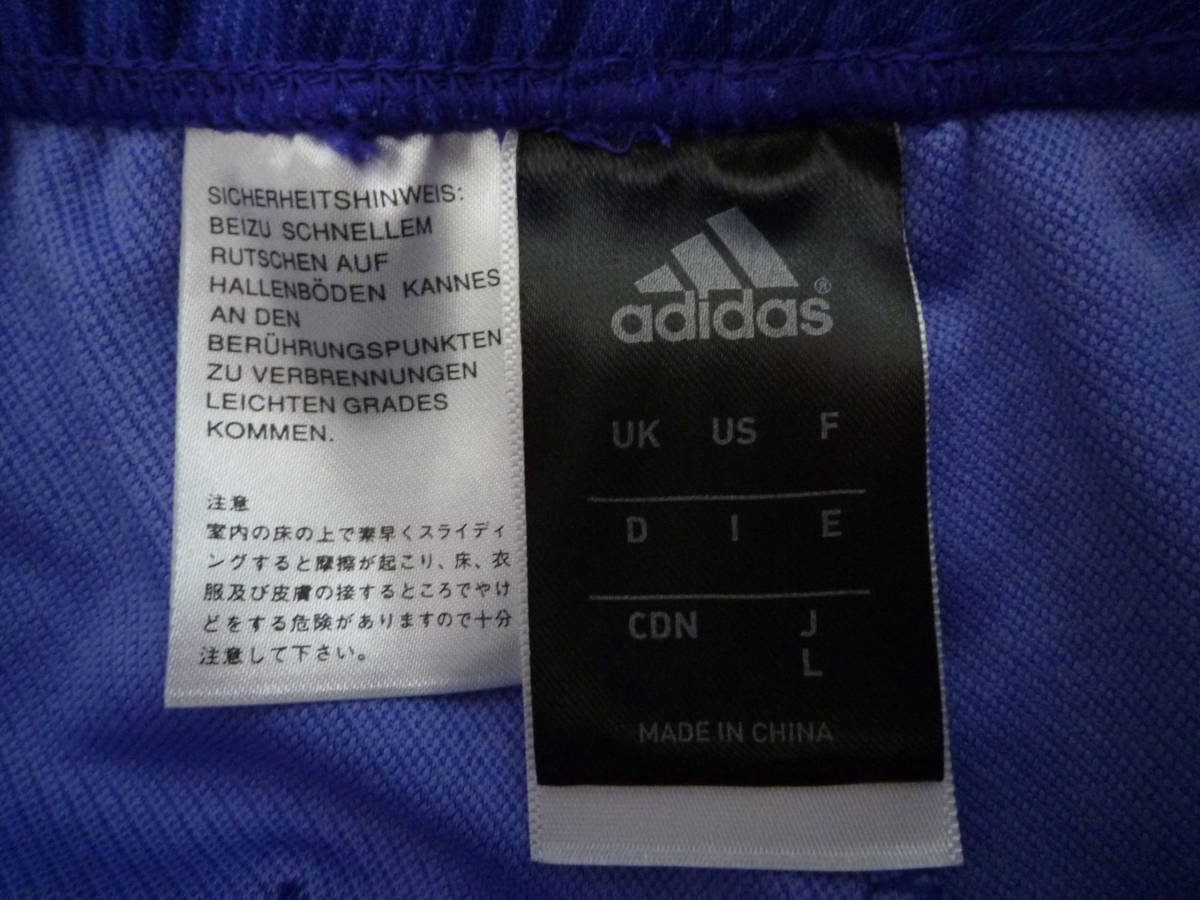 SICHERHEITSHINWEIS:
BEIZU SCHNELLEM
RUTSCHEN AUF
HALLENBÖDEN KANNES
AN DEN
BERÜHRUNGSPUNKTEN
ZU VERBRENNUNGEN
LEICHTEN GRADES
KOMMEN.
注意
室内の床の上で素早くスライディ
ングすると摩擦が起こり、床、衣
服及び皮膚の接するところでやけ
どをする危険がありますので十分
注意して下さい。
adidas®
UK US F
D I E
CDN J
L
MADE IN CHINA